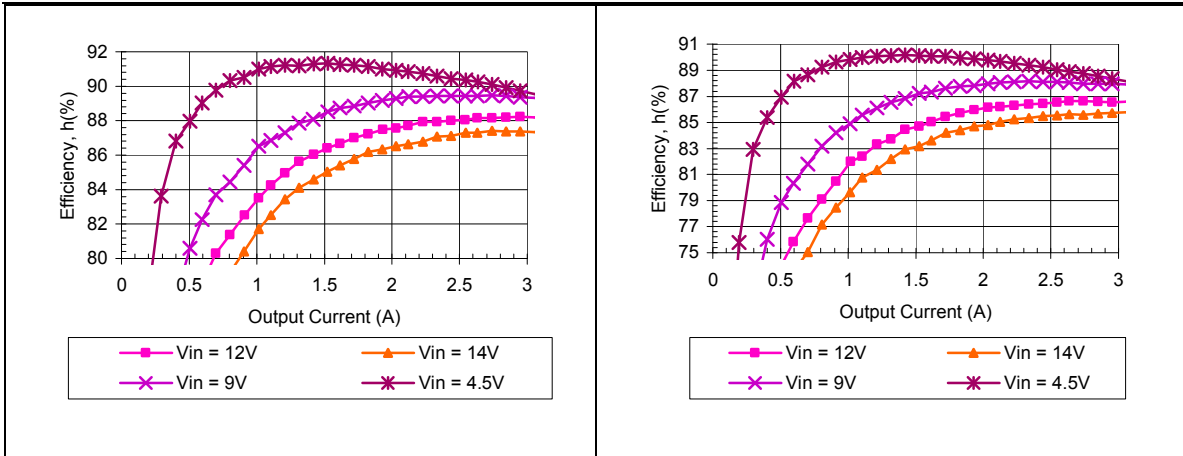 Efficiency, h(%)
92
90
88
86
84
82
80
0 0.5 1 1.5 2 2.5 3
Output Current (A)
Vin = 12V Vin = 14V
Vin = 9V Vin = 4.5V
Efficiency, h(%)
91
89
87
85
83
81
79
77
75
0 0.5 1 1.5 2 2.5 3
Output Current (A)
Vin = 12V Vin = 14V
Vin = 9V Vin = 4.5V